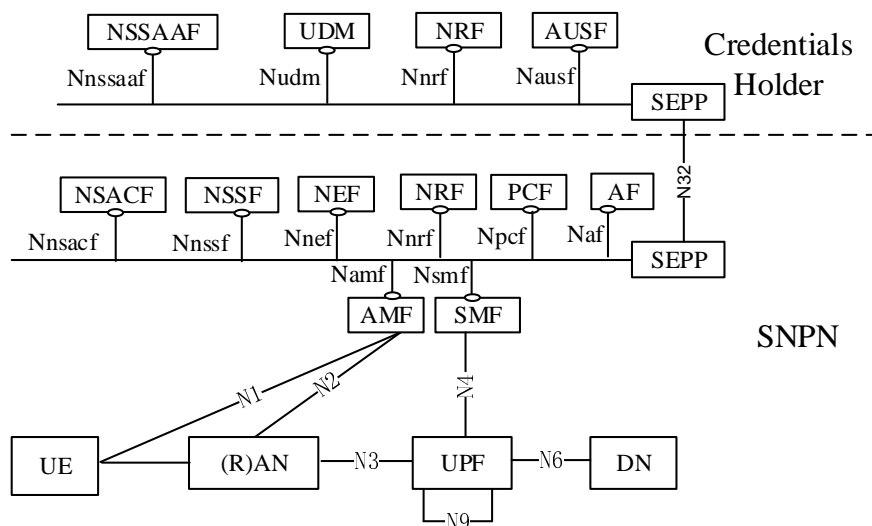 NSSAAF UDM NRF AUSF
Credentials
Holder
Nnssaaf Nudm Nnrf Nausf
SEPP
N32
NSACF NSSF NEF NRF PCF AF
Nnsacf Nnssf Nnef Nnrf Npcf Naf
SEPP
Namf Nsmf
AMF SMF
SNPN
N1 N2 N4
UE (R)AN N3 UPF N6 DN
N9